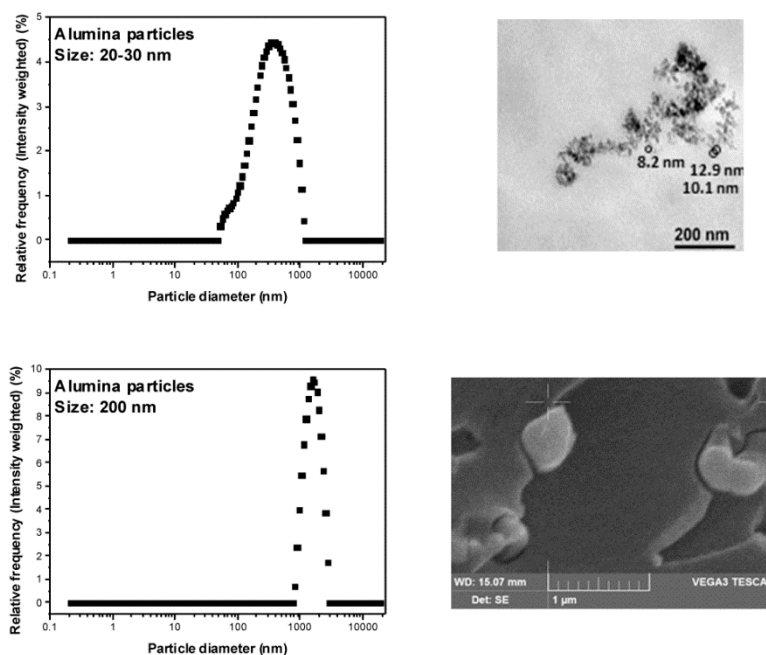 Alumina particles
Size: 20-30 nm
Relative frequency (Intensity weighted) (%)
5
4
3
2
1
0
0.1 1 10 100 1000 10000
Particle diameter (nm)
8.2 nm
12.9 nm
10.1 nm
200 nm
Alumina particles
Size: 200 nm
Relative frequency (Intensity weighted) (%)
10
9
8
7
6
5
4
3
2
1
0
0.1 1 10 100 1000 10000
Particle diameter (nm)
WD: 15.07 mm VEGA3 TESCA
Det: SE 1 µm